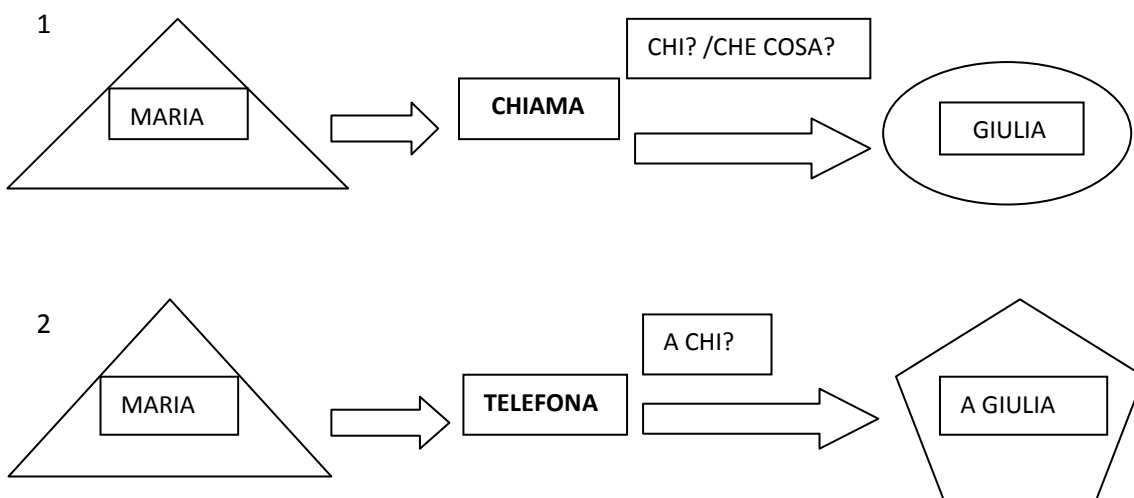 1
MARIA
CHIAMA
CHI? /CHE COSA?
GIULIA
2
MARIA
TELEFONA
A CHI?
A GIULIA